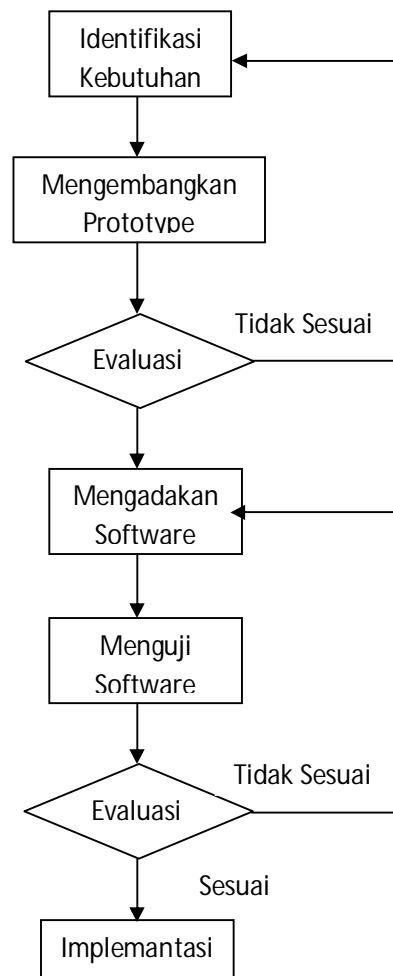 Identifikasi
Kebutuhan
Mengembangkan
Prototype
Tidak Sesuai
Evaluasi
Mengadakan
Software
Menguji
Software
Tidak Sesuai
Evaluasi
Sesuai
Implemantasi